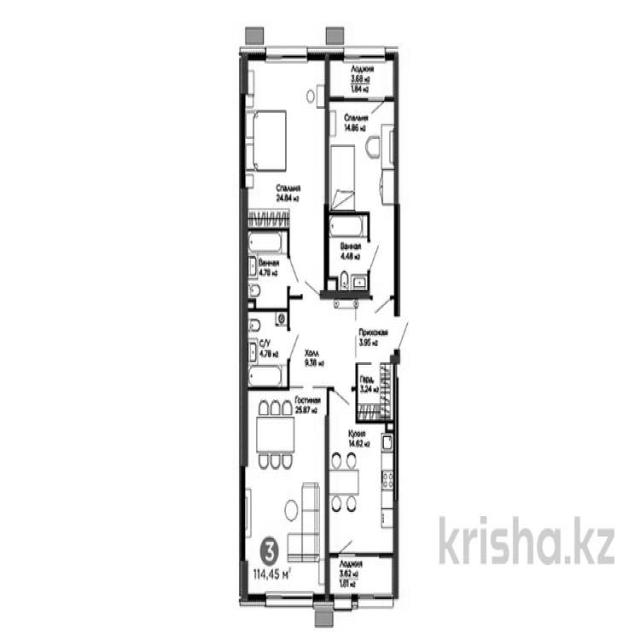 Лоджия
3.68 м2
1.84 м2
Спальня
14.86 м2
Спальня
24.84 м2
Ванная
4.48 м2
Ванная
4.78 м2
Прихожая
3.95 м2
С/У
4.78 м2
Холл
9.38 м2
Гард.
3.24 м2
Гостиная
25.87 м2
Кухня
14.62 м2
3
114,45 м²
Лоджия
3.62 м2
1.81 м2
krisha.kz